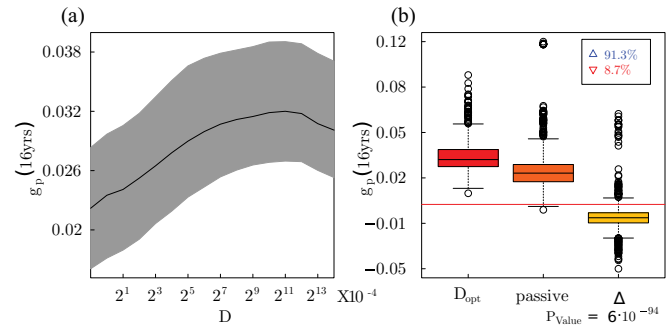 (a)
g_p(16yrs)
0.038
0.032
0.026
0.02
2^1 2^3 2^5 2^7 2^9 2^11 2^13 X10^-4
D
(b)
g_p(16yrs)
0.12
0.08
0.05
0.02
−0.01
−0.05
△ 91.3%
▽ 8.7%
D_opt passive Δ
P_Value = 6·10^-94